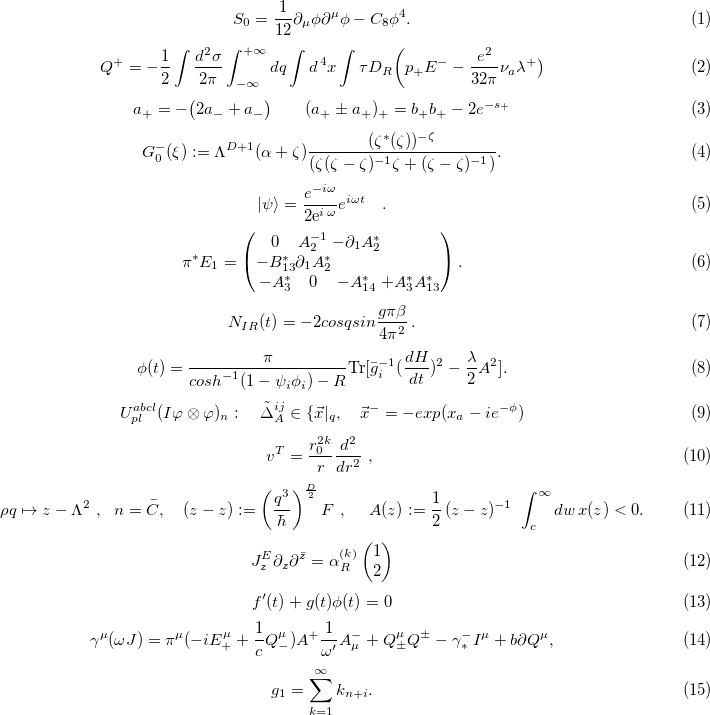 $$S_0 = \frac{1}{12}\partial_\mu \phi \partial^\mu \phi - C_8 \phi^4. \quad (1)$$
$$Q^+ = -\frac{1}{2} \int \frac{d^2\sigma}{2\pi} \int_{-\infty}^{+\infty} dq \int d^4x \int \tau D_R \left( p_+ E^- - \frac{e^2}{32\pi} \nu_a \lambda^+ \right) \quad (2)$$
$$a_+ = -\left(2a_- + a_-\right) \qquad (a_+ \pm a_+)_+ = b_+ b_+ - 2e^{-s_+} \quad (3)$$
$$G_0^-(\xi) := \Lambda^{D+1}(\alpha + \zeta) \frac{(\zeta^*(\zeta))^{-\zeta}}{(\zeta(\zeta - \zeta)^{-1}\zeta + (\zeta - \zeta)^{-1})}. \quad (4)$$
$$|\psi\rangle = \frac{e^{-i\omega}}{2\mathrm{e}^{i\,\omega}} e^{i\omega t} \quad . \quad (5)$$
$$\pi^* E_1 = \begin{pmatrix} 0 & A_2^{-1} & -\partial_1 A_2^* \\ -B_{13}^* \partial_1 A_2^* \\ -A_3^* & 0 & -A_{14}^* & +A_3^* A_{13}^* \end{pmatrix}. \quad (6)$$
$$N_{IR}(t) = -2cosqsin\frac{g\pi\beta}{4\pi^2}. \quad (7)$$
$$\phi(t) = \frac{\pi}{cosh^{-1}(1 - \psi_i \phi_i) - R} \mathrm{Tr}[\bar{g}_i^{-1}(\frac{dH}{dt})^2 - \frac{\lambda}{2}A^2]. \quad (8)$$
$$U_{pl}^{abcl}(I\varphi \otimes \varphi)_n : \quad \tilde{\Delta}_A^{ij} \in \{\vec{x}|_q, \quad \vec{x}^- = -exp(x_a - ie^{-\phi}) \quad (9)$$
$$v^T = \frac{r_0^{2k}}{r} \frac{d^2}{dr^2} \ , \quad (10)$$
$$\rho q \mapsto z - \Lambda^2 \ , \ \ n = \bar{C}, \quad (z - z) := \left( \frac{q^3}{\hbar} \right)^{\frac{D}{2}} F \ , \quad A(z) := \frac{1}{2}(z - z)^{-1} \int_c^\infty dw\, x(z) < 0. \quad (11)$$
$$J_z^E \partial_z \partial^{\bar{z}} = \alpha_R^{(k)} \binom{1}{2} \quad (12)$$
$$f'(t) + g(t)\phi(t) = 0 \quad (13)$$
$$\gamma^\mu(\omega J) = \pi^\mu(-iE_+^\mu + \frac{1}{c}Q_-^\mu)A^+ \frac{1}{\omega'} A_\mu^- + Q_\pm^\mu Q^\pm - \gamma_*^- I^\mu + b\partial Q^\mu, \quad (14)$$
$$g_1 = \sum_{k=1}^\infty k_{n+i}. \quad (15)$$